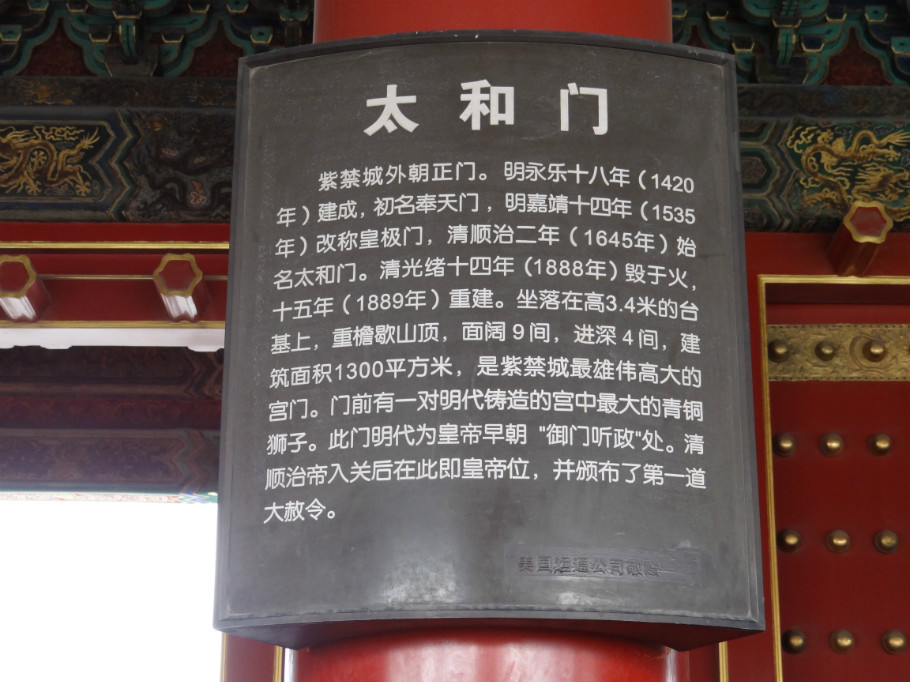 太和门
紫禁城外朝正门。明永乐十八年（1420
年）建成，初名奉天门，明嘉靖十四年（1535
年）改称皇极门，清顺治二年（1645年）始
名太和门。清光绪十四年（1888年）毁于火，
十五年（1889年）重建。坐落在高3.4米的台
基上，重檐歇山顶，面阔9间，进深4间，建
筑面积1300平方米，是紫禁城最雄伟高大的
宫门。门前有一对明代铸造的宫中最大的青铜
狮子。此门明代为皇帝早朝 "御门听政"处。清
顺治帝入关后在此即皇帝位，并颁布了第一道
大赦令。
美国运通公司